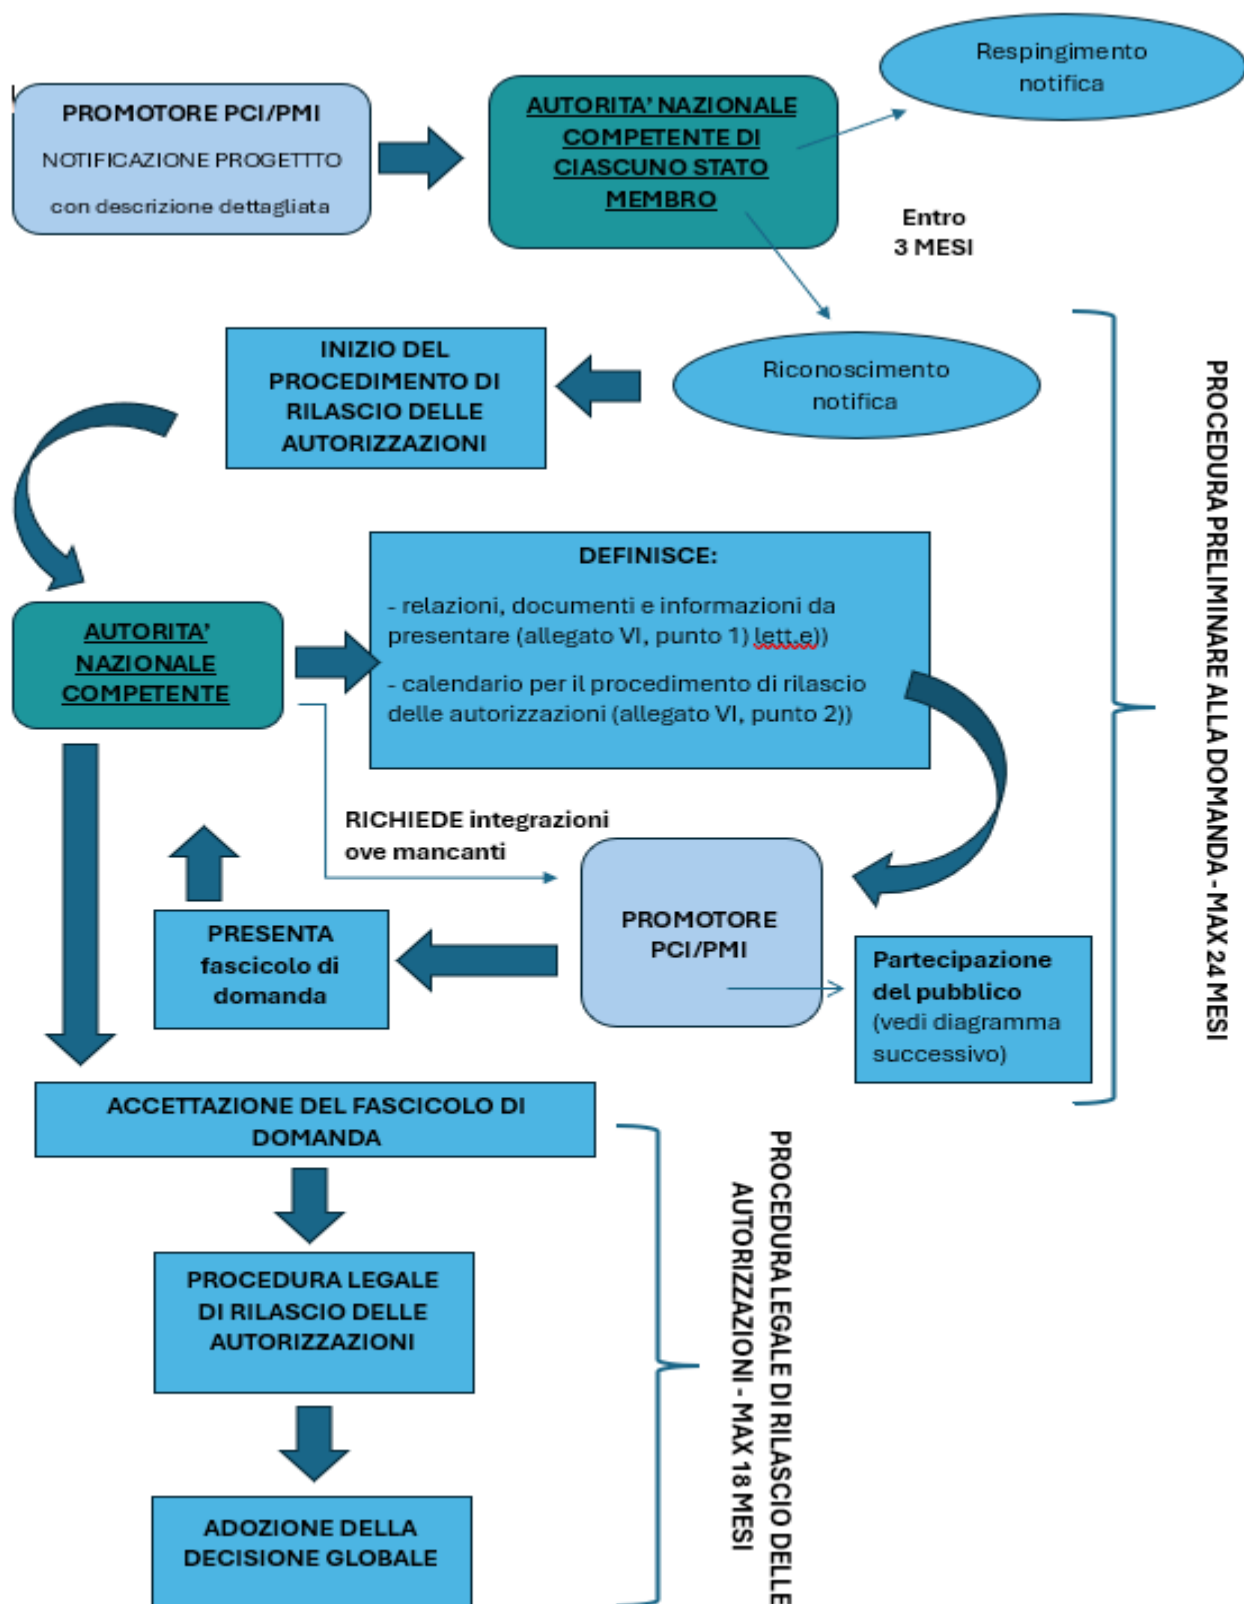 PROMOTORE PCI/PMI
NOTIFICAZIONE PROGETTTO
con descrizione dettagliata
AUTORITA' NAZIONALE
COMPETENTE DI
CIASCUNO STATO
MEMBRO
Respingimento
notifica
Entro
3 MESI
Riconoscimento
notifica
INIZIO DEL
PROCEDIMENTO DI
RILASCIO DELLE
AUTORIZZAZIONI
PROCEDURA PRELIMINARE ALLA DOMANDA - MAX 24 MESI
AUTORITA'
NAZIONALE
COMPETENTE
DEFINISCE:
- relazioni, documenti e informazioni da
presentare (allegato VI, punto 1) lett.e))
- calendario per il procedimento di rilascio
delle autorizzazioni (allegato VI, punto 2))
RICHIEDE integrazioni
ove mancanti
PROMOTORE
PCI/PMI
PRESENTA
fascicolo di
domanda
Partecipazione
del pubblico
(vedi diagramma
successivo)
ACCETTAZIONE DEL FASCICOLO DI
DOMANDA
PROCEDURA LEGALE
DI RILASCIO DELLE
AUTORIZZAZIONI
ADOZIONE DELLA
DECISIONE GLOBALE
PROCEDURA LEGALE DI RILASCIO DELLE
AUTORIZZAZIONI - MAX 18 MESI